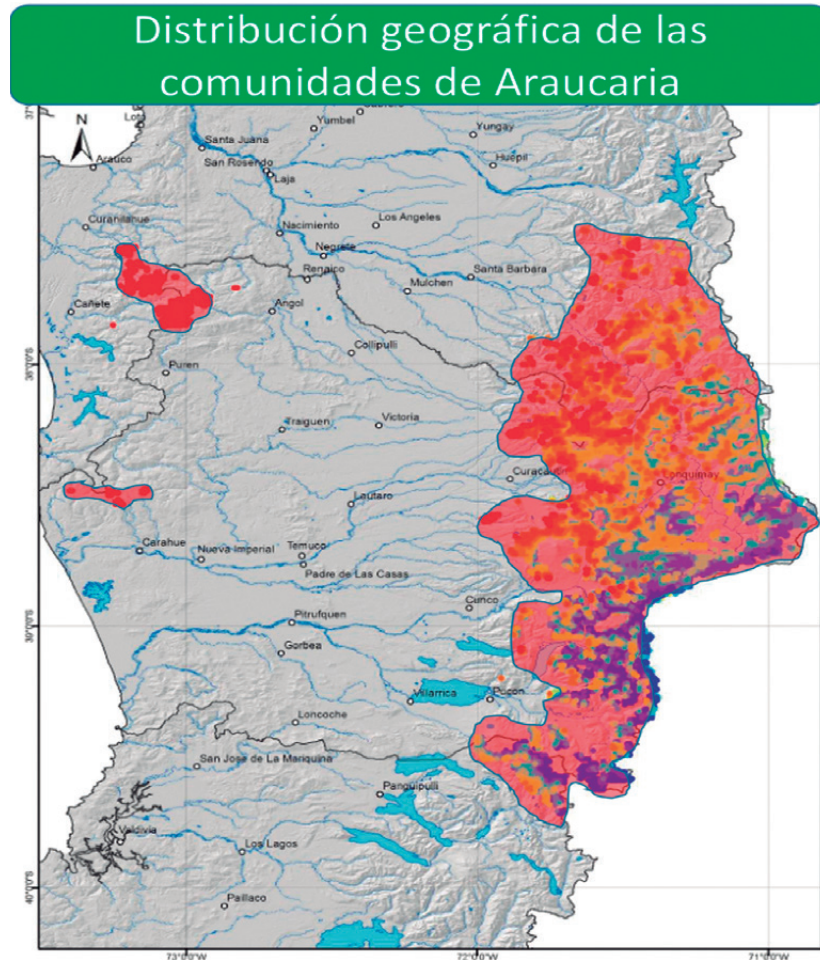 Distribución geográfica de las
comunidades de Araucaria
N
Yumbel
Yungay
Santa Juana
Arauco
San Rosendo
Huepil
Laja
Curanilahue
Los Angeles
Nacimiento
Negrete
Renaico
Santa Barbara
Mulchen
Cañete
Angol
Collipulli
Puren
Victoria
Traiguen
Lonquimay
Lautaro
Carahue
Nueva Imperial
Temuco
Padre de Las Casas
Cunco
Pitrufquen
Gorbea
Villarrica
Pucon
Loncoche
San Jose de La Mariquina
Panguipulli
Valdivia
Los Lagos
Paillaco
40°0'0"S
73°0'0"W
72°0'0"W
71°0'0"W